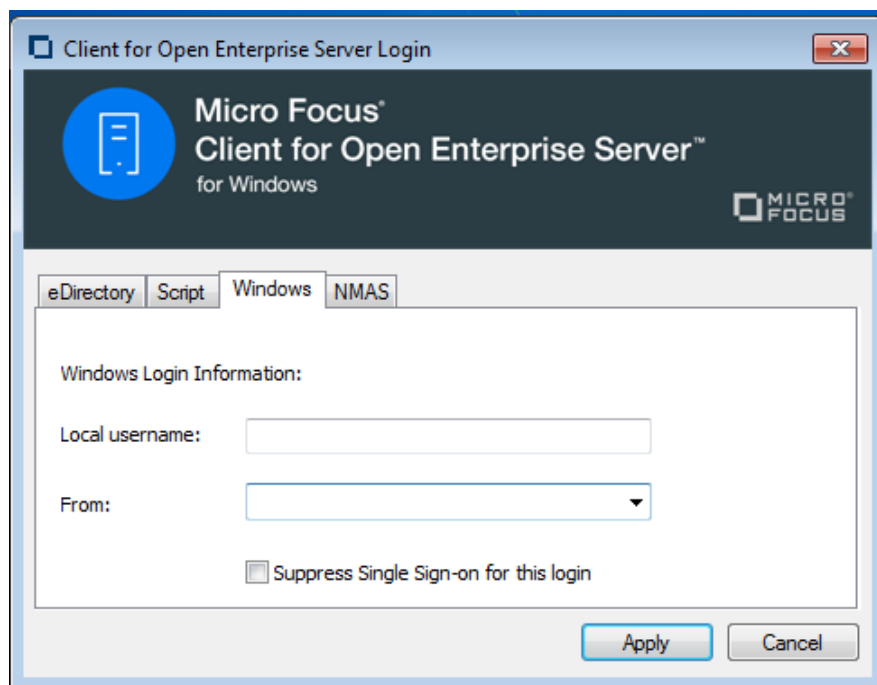 Client for Open Enterprise Server Login
Micro Focus®
Client for Open Enterprise Server™
for Windows
MICRO®
FOCUS
eDirectory Script Windows NMAS
Windows Login Information:
Local username:
From:
Suppress Single Sign-on for this login
Apply Cancel